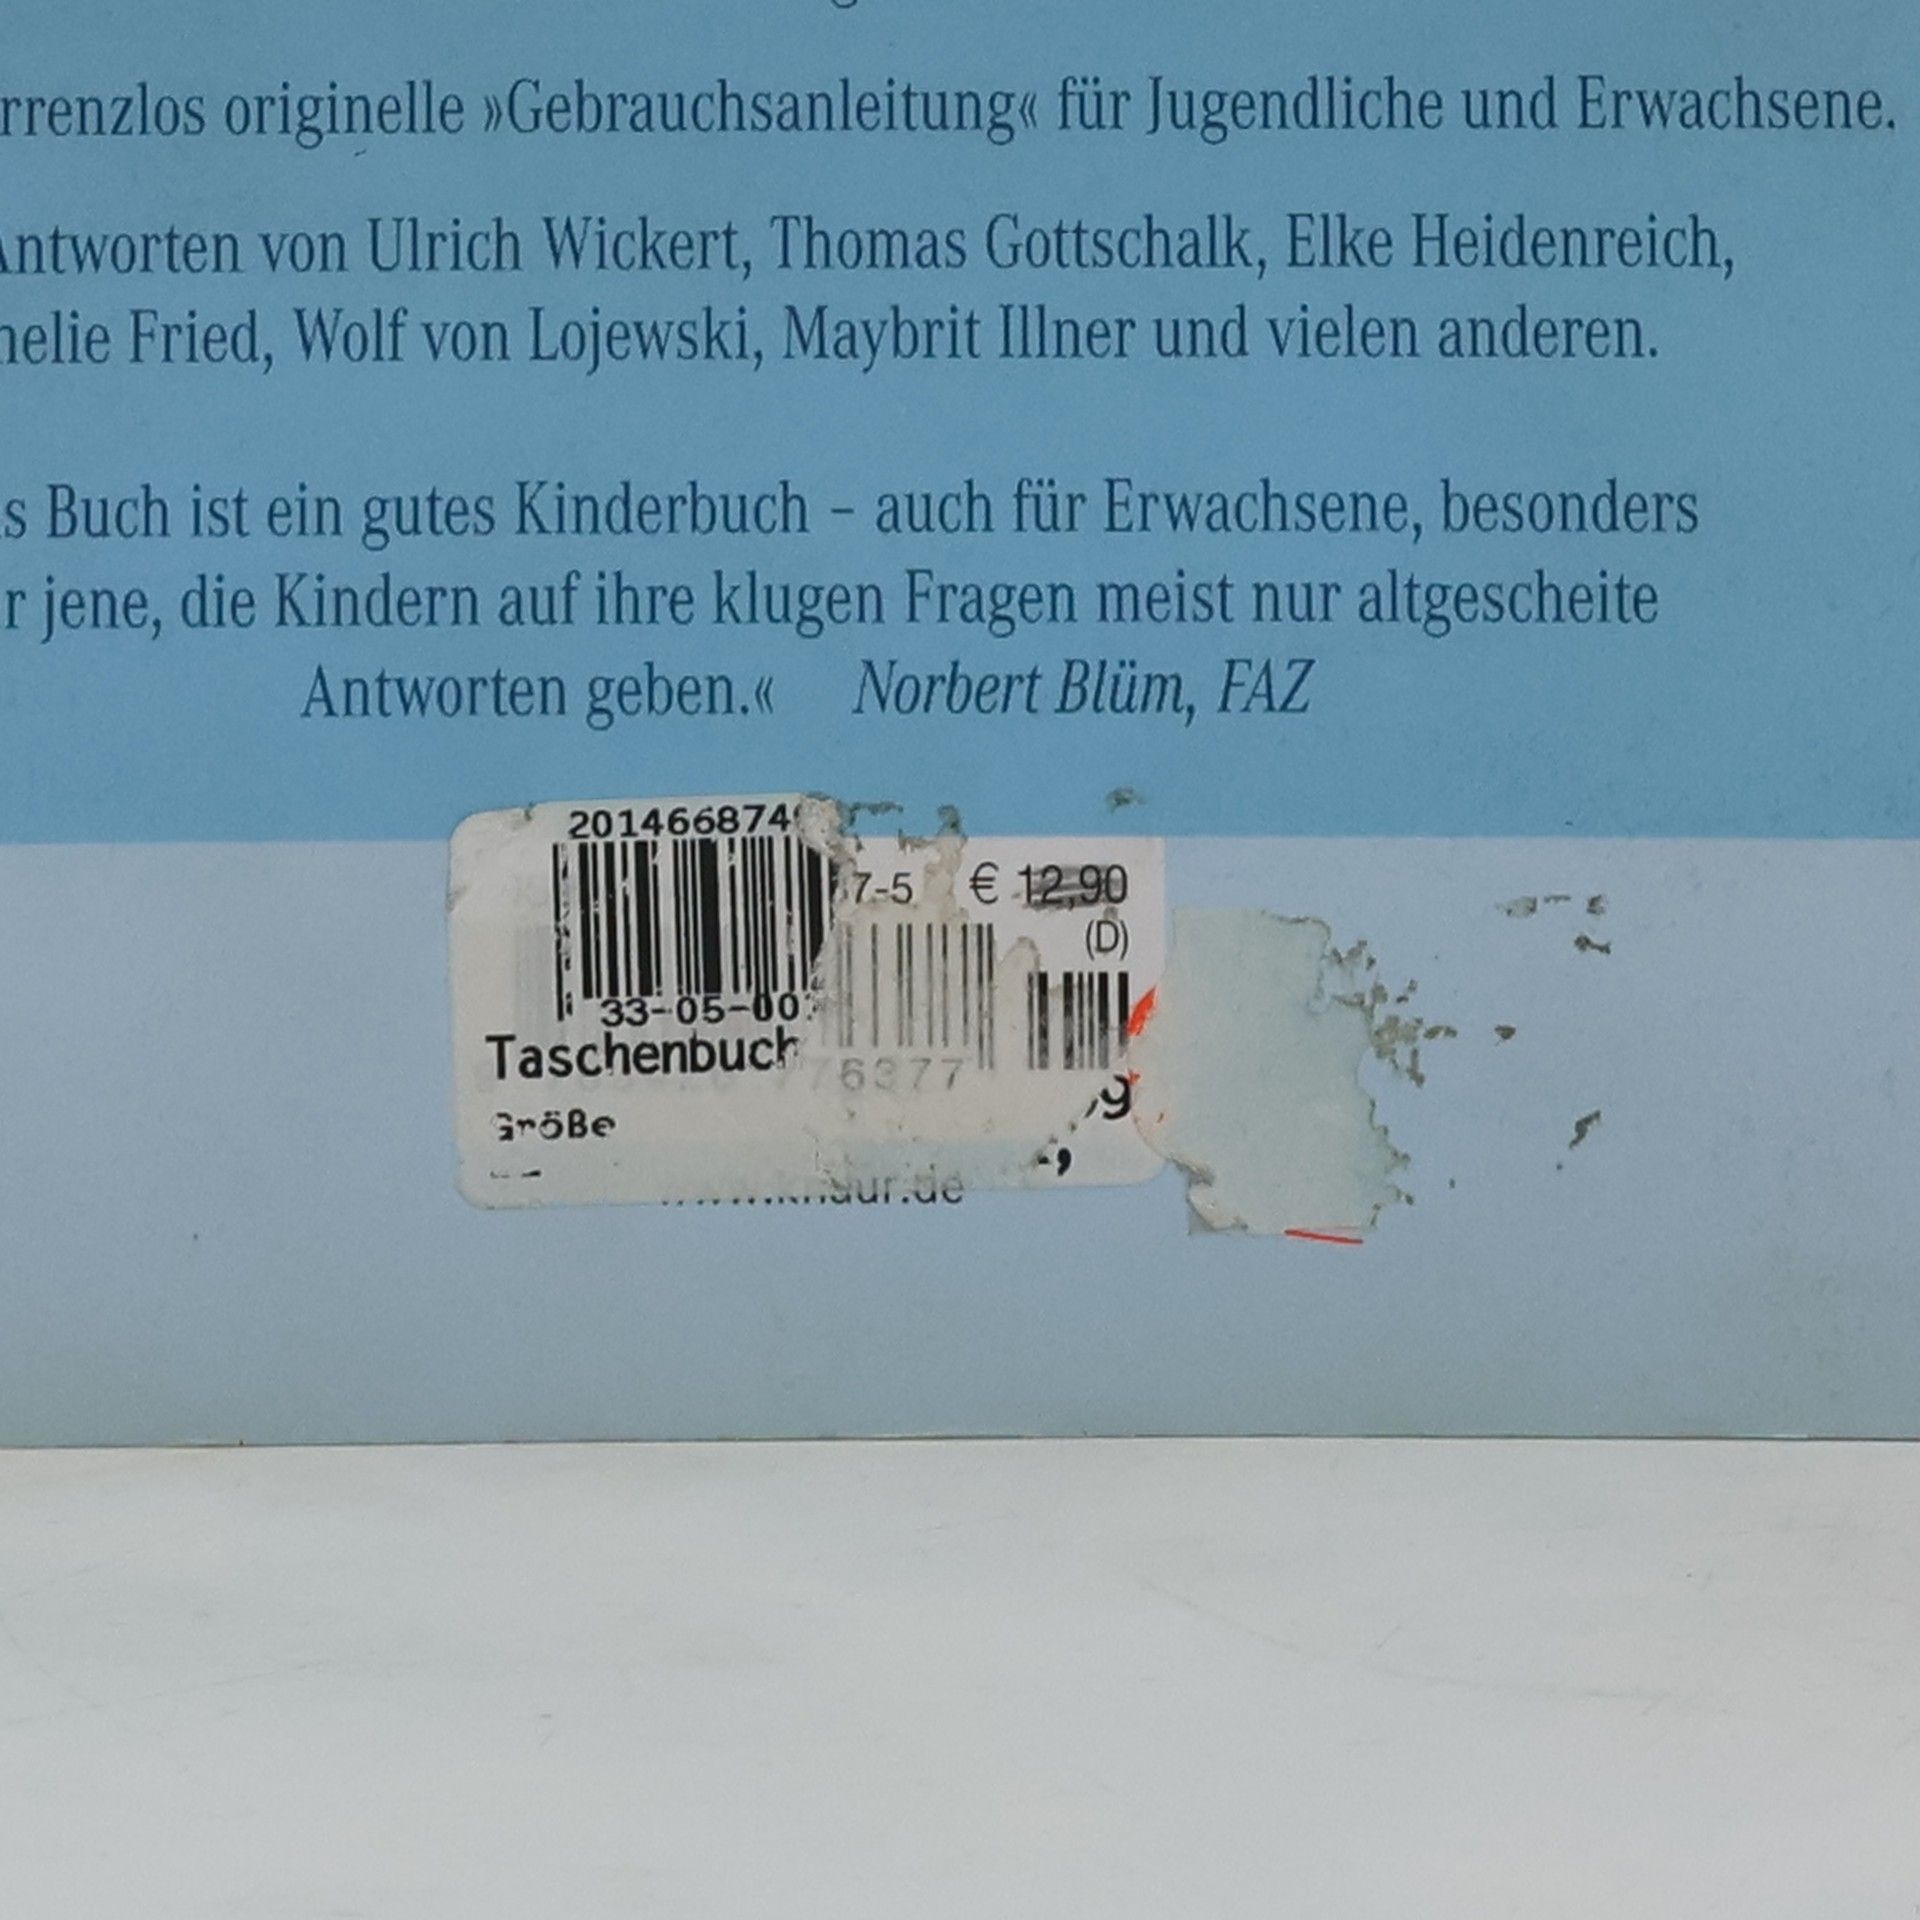 originelle »Gebrauchsanleitung« für Jugendliche und Erwachsene.
Antworten von Ulrich Wickert, Thomas Gottschalk, Elke Heidenreich,
Fried, Wolf von Lojewski, Maybrit Illner und vielen anderen.
Buch ist ein gutes Kinderbuch – auch für Erwachsene, besonders
jene, die Kindern auf ihre klugen Fragen meist nur altgescheite
Antworten geben.« Norbert Blüm, FAZ
201466874
7-5 € 12,90
(D)
33-05-00
Taschenbuch
76377
Größe